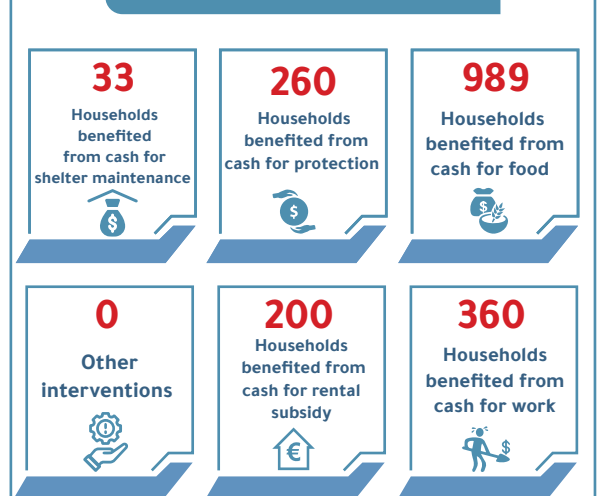 33
Households
benefited
from cash for
shelter maintenance
$
260
Households
benefited from
cash for protection
$
989
Households
benefited from
cash for food
$
0
Other
interventions
200
Households
benefited from
cash for rental
subsidy
€
360
Households
benefited from
cash for work
$